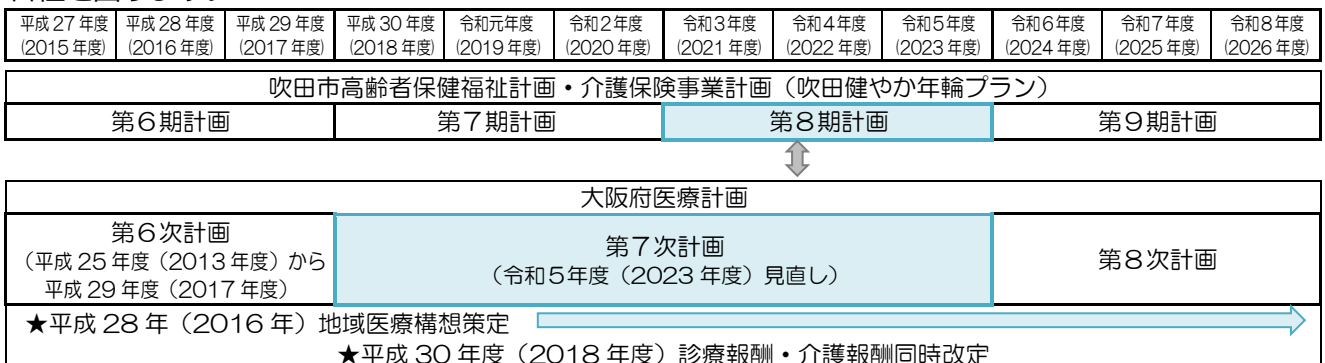 平成27年度 平成28年度 平成29年度 平成30年度 令和元年度 令和2年度 令和3年度 令和4年度 令和5年度 令和6年度 令和7年度 令和8年度
(2015年度) (2016年度) (2017年度) (2018年度) (2019年度) (2020年度) (2021年度) (2022年度) (2023年度) (2024年度) (2025年度) (2026年度)
吹田市高齢者保健福祉計画・介護保険事業計画(吹田健やか年輪プラン)
第6期計画 第7期計画 第8期計画 第9期計画
大阪府医療計画
第6次計画
(平成25年度(2013年度)から
平成29年度(2017年度)
第7次計画
(令和5年度(2023年度)見直し)
第8次計画
★平成28年(2016年)地域医療構想策定
★平成30年度(2018年度)診療報酬・介護報酬同時改定